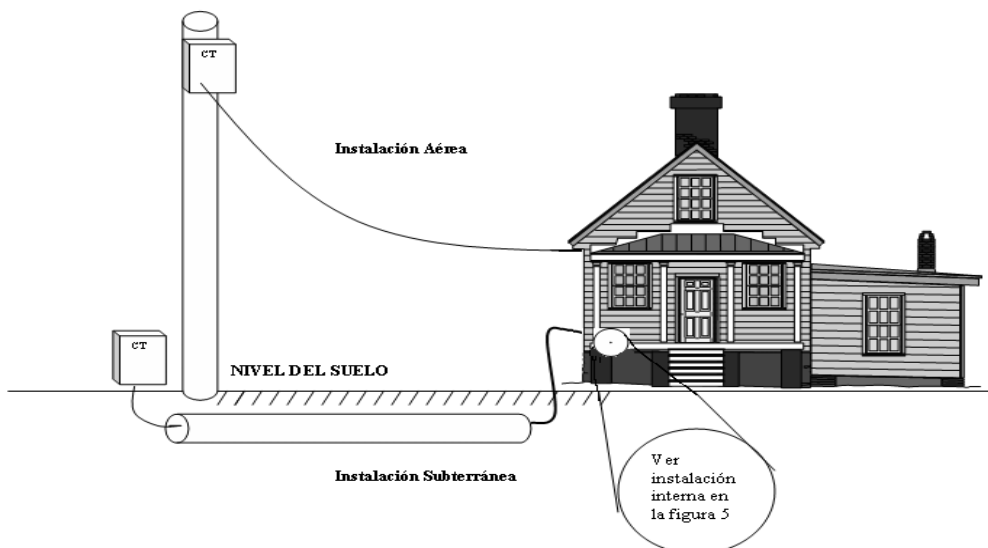 CT
Instalación Aérea
CT
NIVEL DEL SUELO
Instalación Subterránea
Ver
instalación
interna en
la figura 5